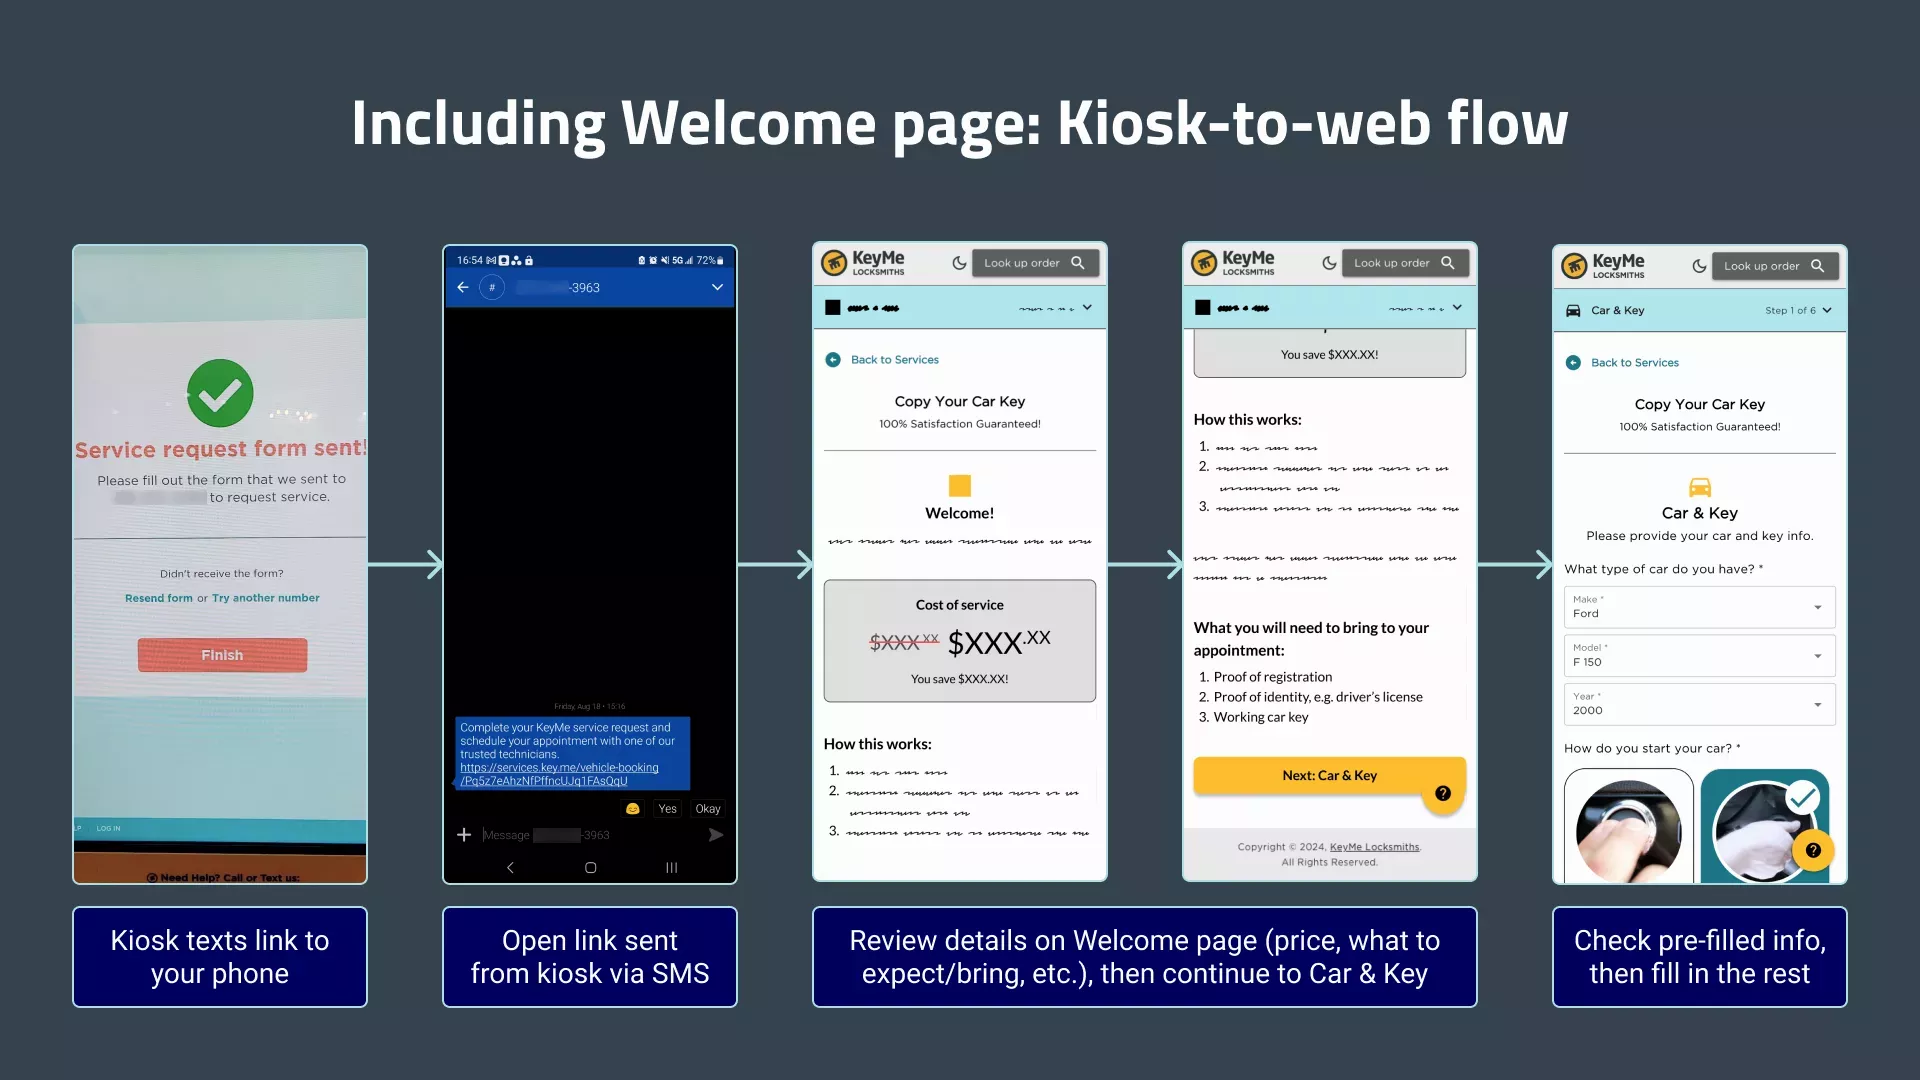 Including Welcome page: Kiosk-to-web flow
Service request form sent!
Please fill out the form that we sent to
to request service.
Didn't receive the form?
Resend form or Try another number
Finish
LP LOG IN
Need Help? Call or Text us:
Kiosk texts link to
your phone
16:54 5G 72%
# -3963
Friday, Aug 18 • 15:16
Complete your KeyMe service request and
schedule your appointment with one of our
trusted technicians.
https://services.key.me/vehicle-booking
/Pq5z7eAhzNfPffncUJq1FAsQqU
Yes Okay
Message -3963
Open link sent
from kiosk via SMS
KeyMe
LOCKSMITHS
Look up order
Back to Services
Copy Your Car Key
100% Satisfaction Guaranteed!
Welcome!
Cost of service
$XXX.XX $XXX.XX
You save $XXX.XX!
How this works:
1.
2.
3.
KeyMe
LOCKSMITHS
Look up order
You save $XXX.XX!
How this works:
1.
2.
3.
What you will need to bring to your
appointment:
1. Proof of registration
2. Proof of identity, e.g. driver's license
3. Working car key
Next: Car & Key
Copyright © 2024, KeyMe Locksmiths.
All Rights Reserved.
Review details on Welcome page (price, what to
expect/bring, etc.), then continue to Car & Key
KeyMe
LOCKSMITHS
Look up order
Car & Key
Step 1 of 6
Back to Services
Copy Your Car Key
100% Satisfaction Guaranteed!
Car & Key
Please provide your car and key info.
What type of car do you have? *
Make *
Ford
Model *
F 150
Year *
2000
How do you start your car? *
Check pre-filled info,
then fill in the rest